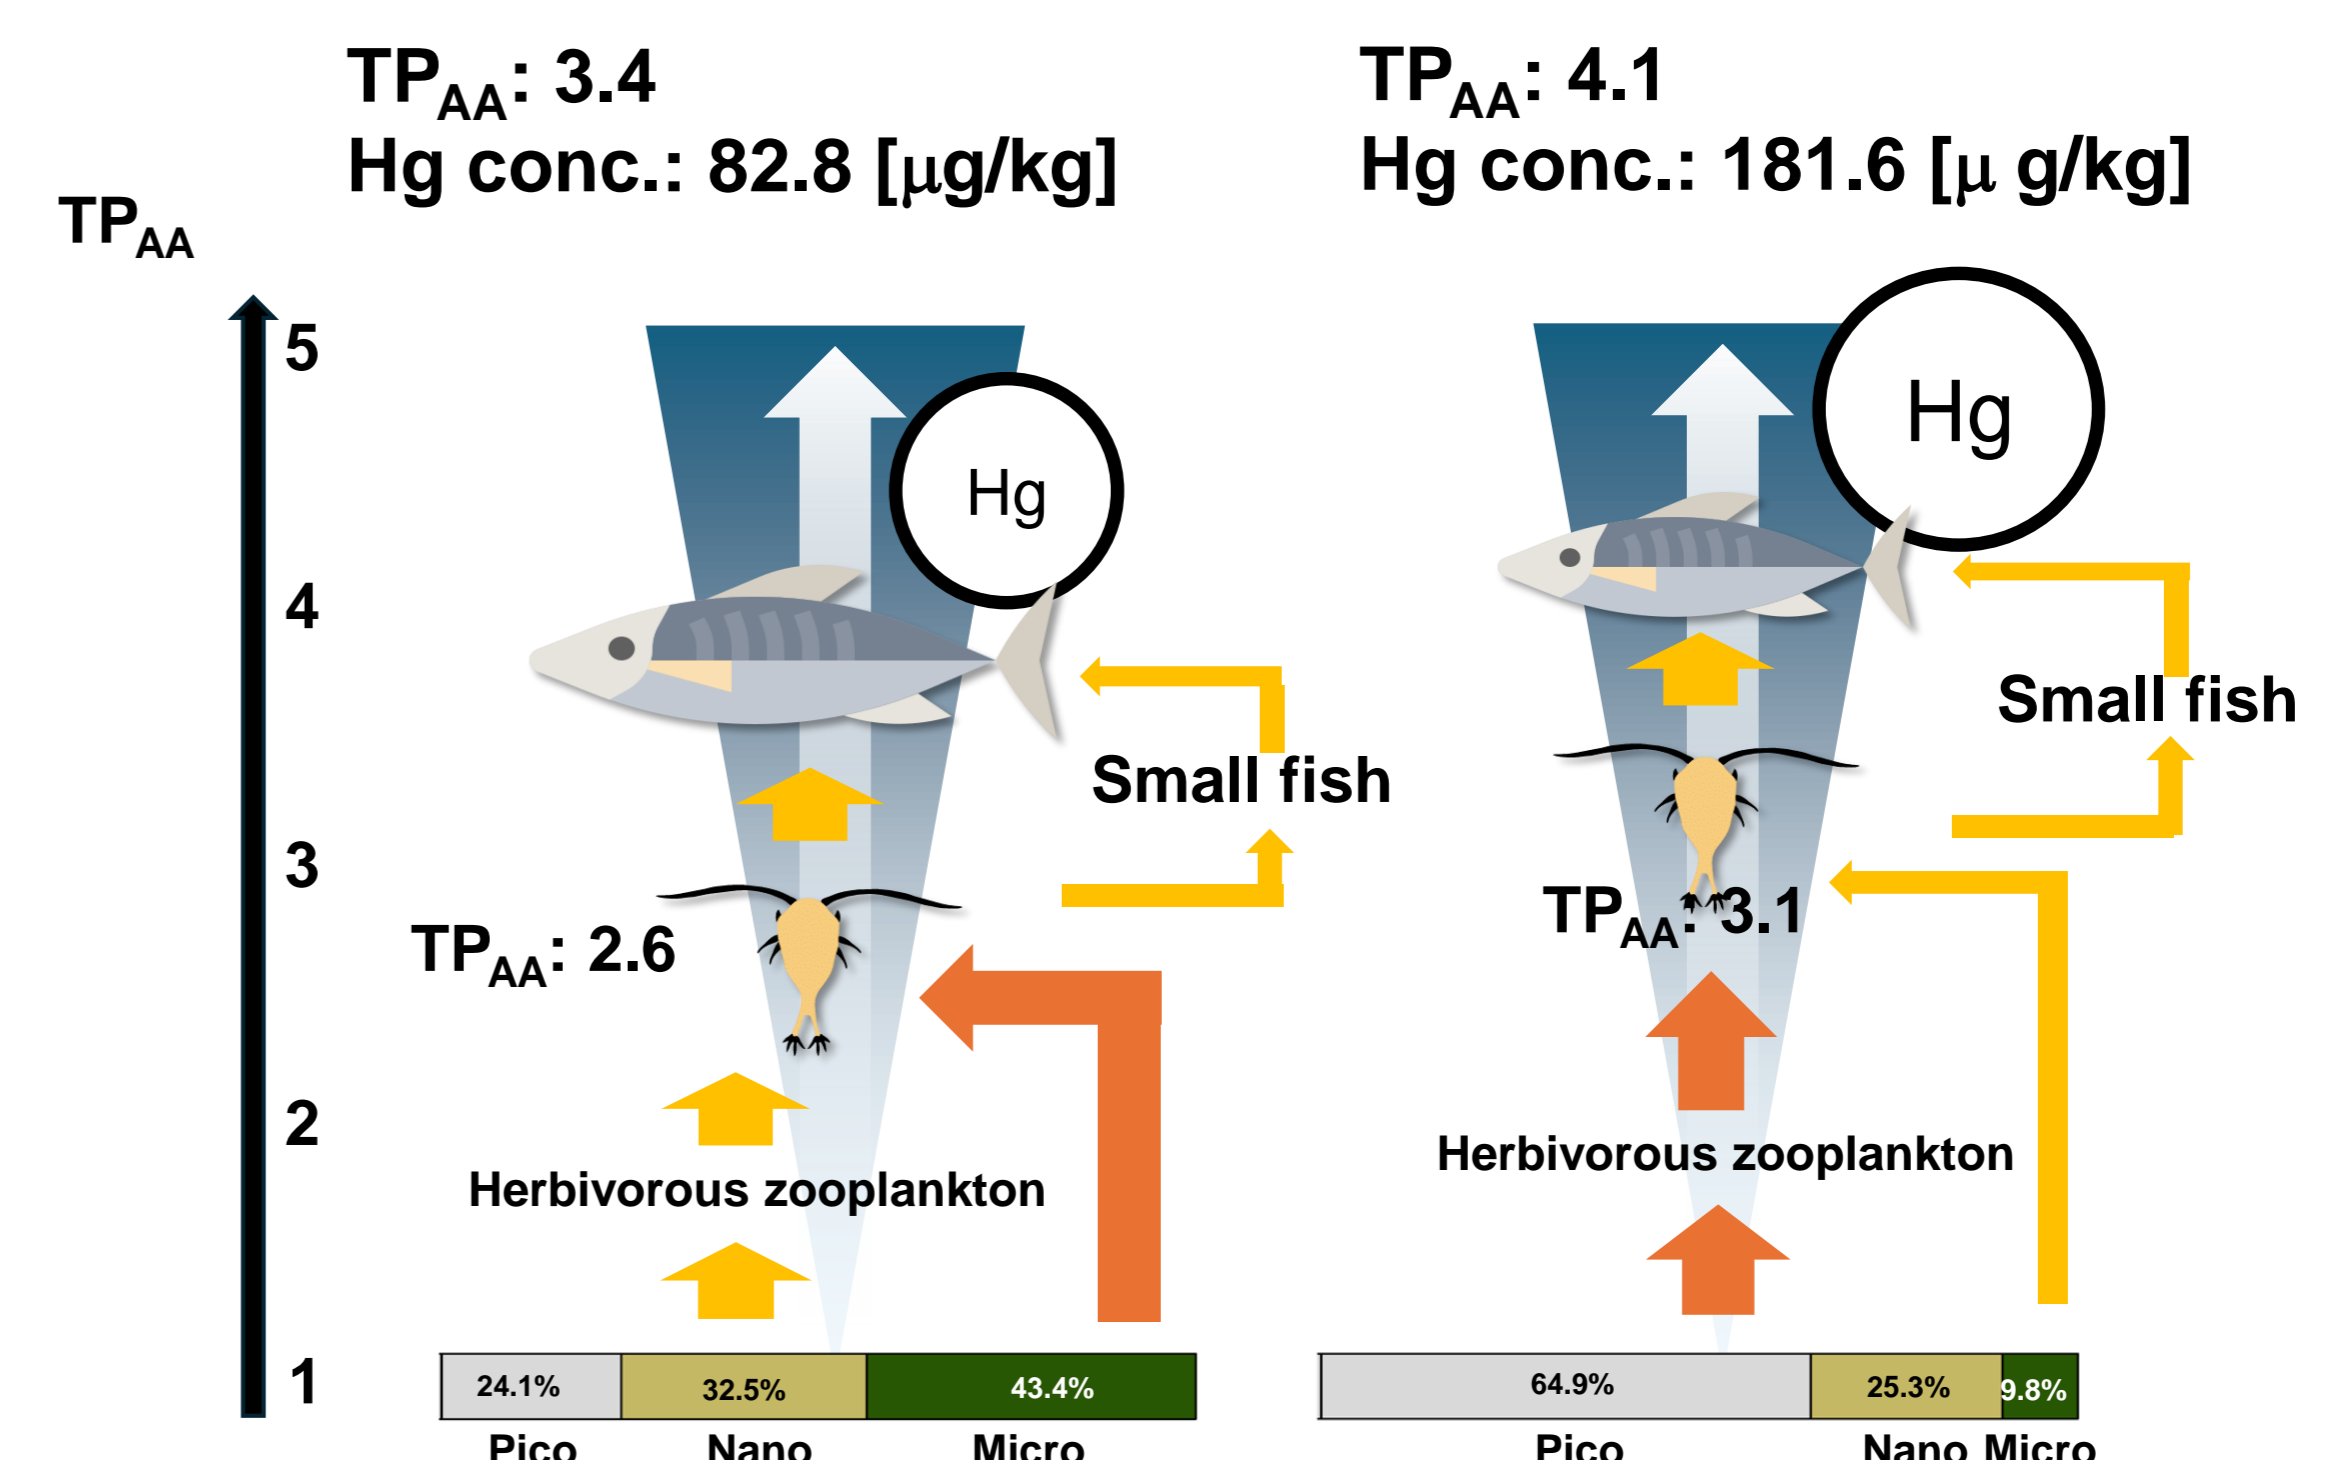 TPAA: 3.4
Hg conc.: 82.8 [μg/kg]
TPAA: 4.1
Hg conc.: 181.6 [μ g/kg]
TPAA
5
4
3
2
1
Hg
Small fish
TPAA: 2.6
Herbivorous zooplankton
24.1%
32.5%
43.4%
Pico
Nano
Micro
Hg
Small fish
TPAA: 3.1
Herbivorous zooplankton
64.9%
25.3%
9.8%
Pico
Nano
Micro